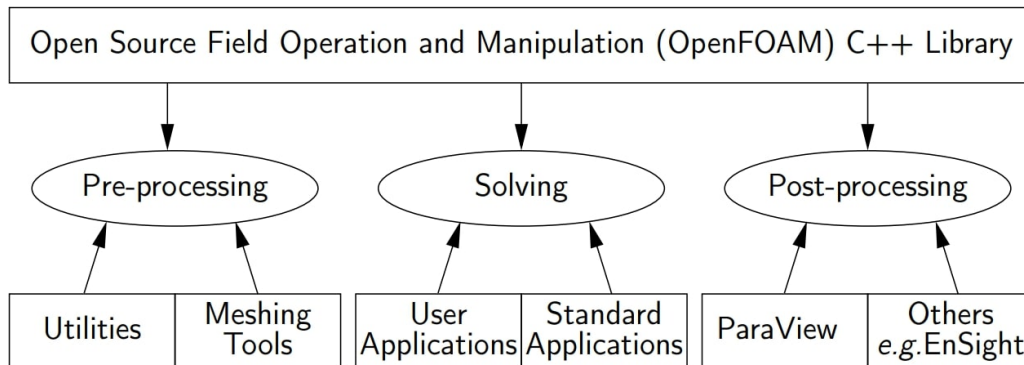 Open Source Field Operation and Manipulation (OpenFOAM) C++ Library
Pre-processing
Solving
Post-processing
Utilities
Meshing
Tools
User
Applications
Standard
Applications
ParaView
Others
e.g.EnSight